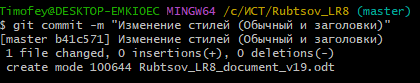 Timofey@DESKTOP-EMKIOEC MINGW64 /c/ИСТ/Rubtsov_LR8 (master)
$ git commit -m "Изменение стилей (Обычный и заголовки)"
[master b41c571] Изменение стилей (Обычный и заголовки)
1 file changed, 0 insertions(+), 0 deletions(-)
create mode 100644 Rubtsov_LR8_document_v19.odt